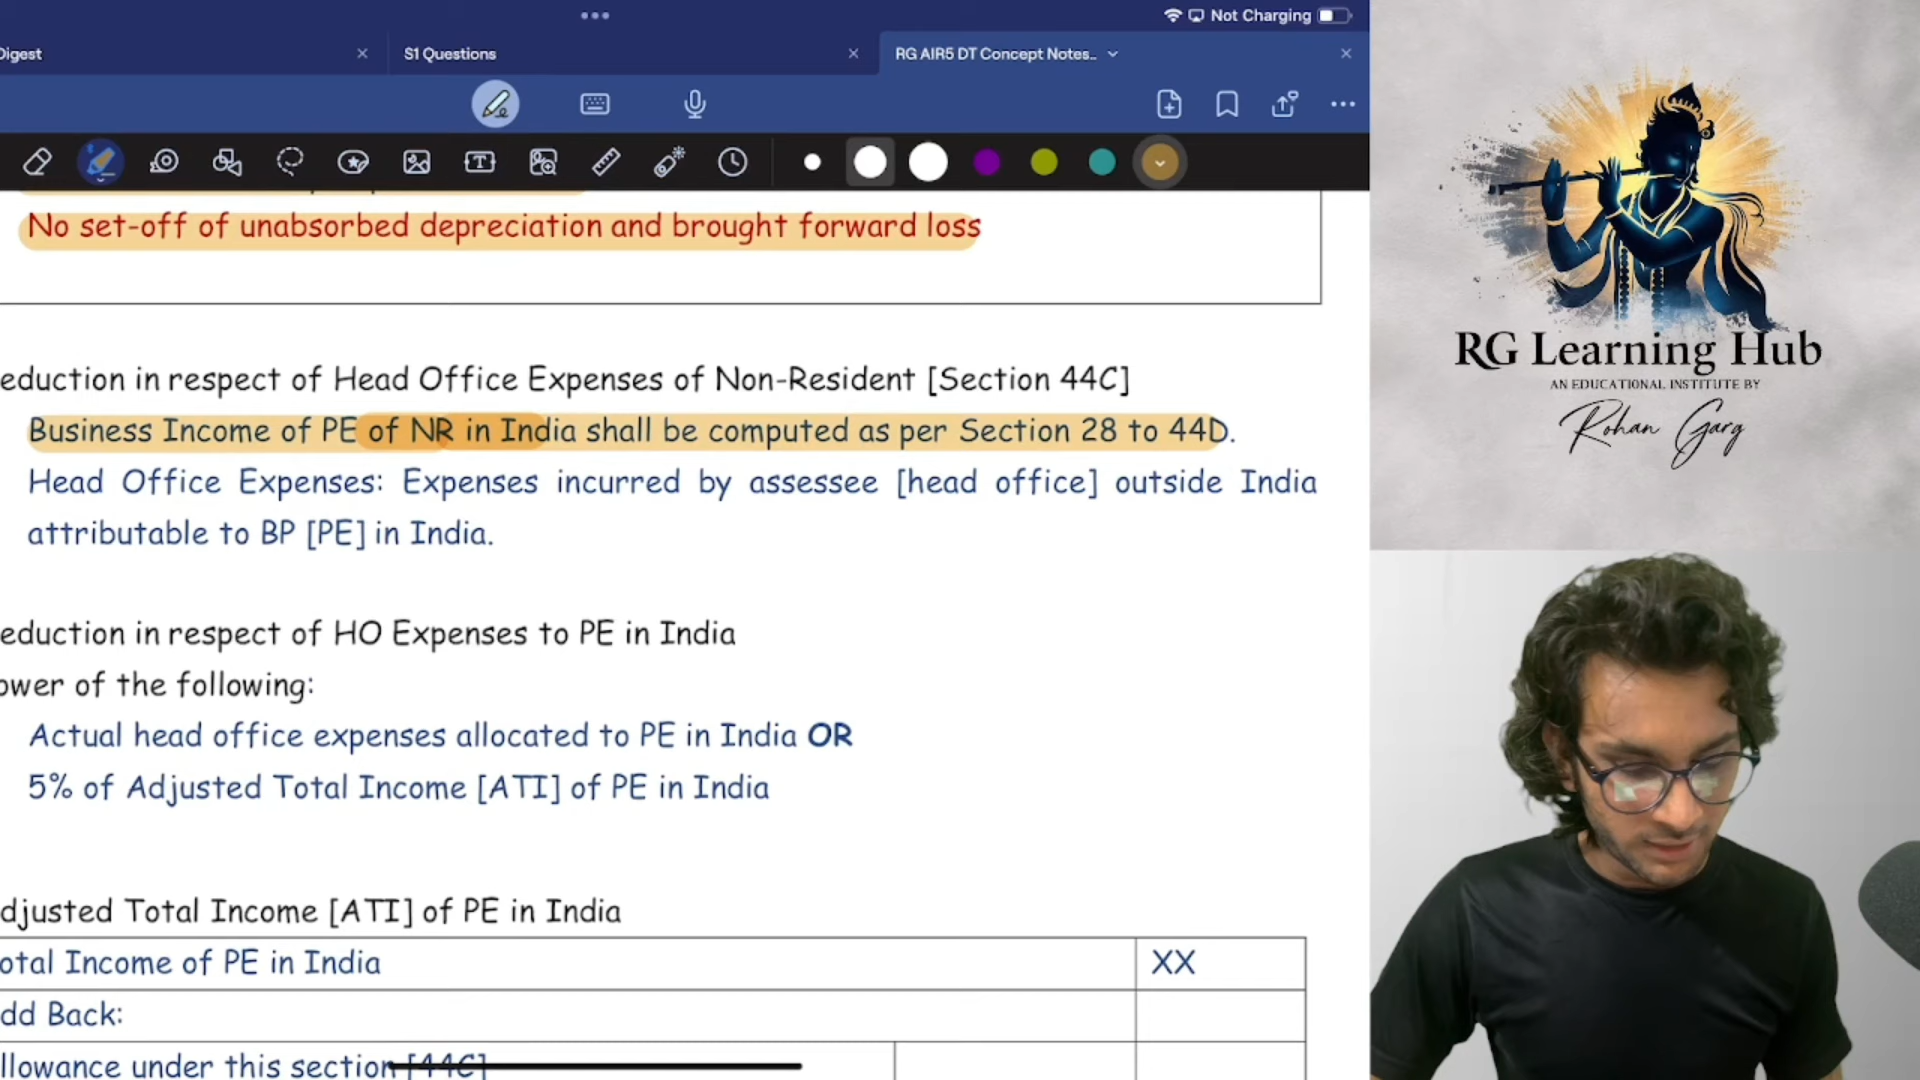 Not Charging
Digest
S1 Questions
RG AIR5 DT Concept Notes..
No set-off of unabsorbed depreciation and brought forward loss
eduction in respect of Head Office Expenses of Non-Resident [Section 44C]
Business Income of PE of NR in India shall be computed as per Section 28 to 44D.
Head Office Expenses: Expenses incurred by assessee [head office] outside India
attributable to BP [PE] in India.
eduction in respect of HO Expenses to PE in India
ower of the following:
Actual head office expenses allocated to PE in India OR
5% of Adjusted Total Income [ATI] of PE in India
djusted Total Income [ATI] of PE in India
otal Income of PE in India XX
dd Back:
llowance under this section [44C]
RG Learning Hub
AN EDUCATIONAL INSTITUTE BY
Rohan Garg